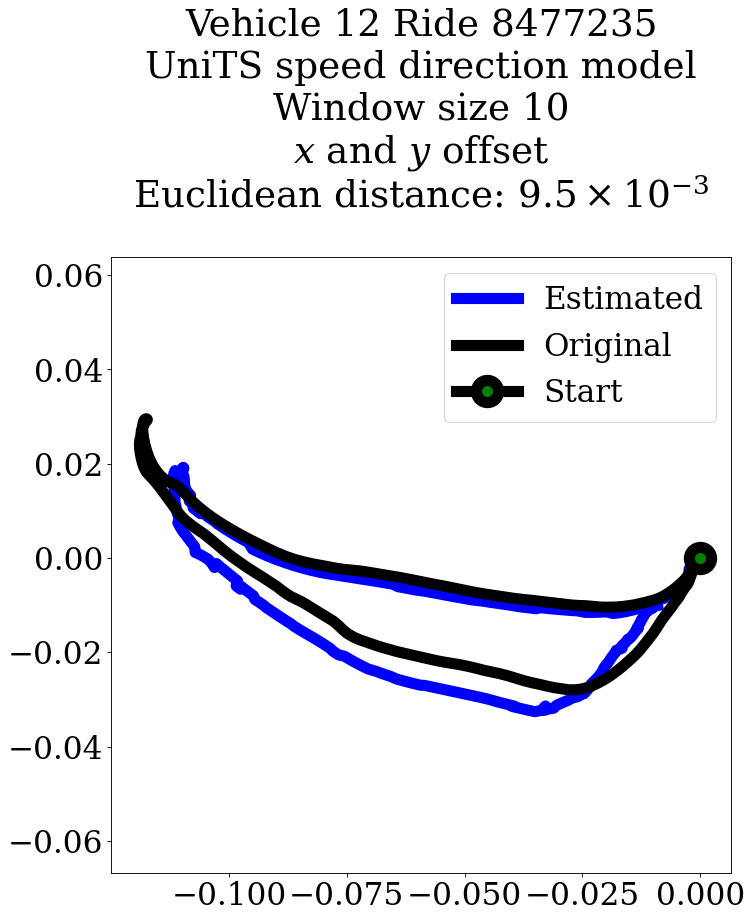 Vehicle 12 Ride 8477235
UniTS speed direction model
Window size 10
x and y offset
Euclidean distance: 9.5 × 10⁻³
Estimated
Original
Start
0.06
0.04
0.02
0.00
−0.02
−0.04
−0.06
−0.100 −0.075 −0.050 −0.025 0.000